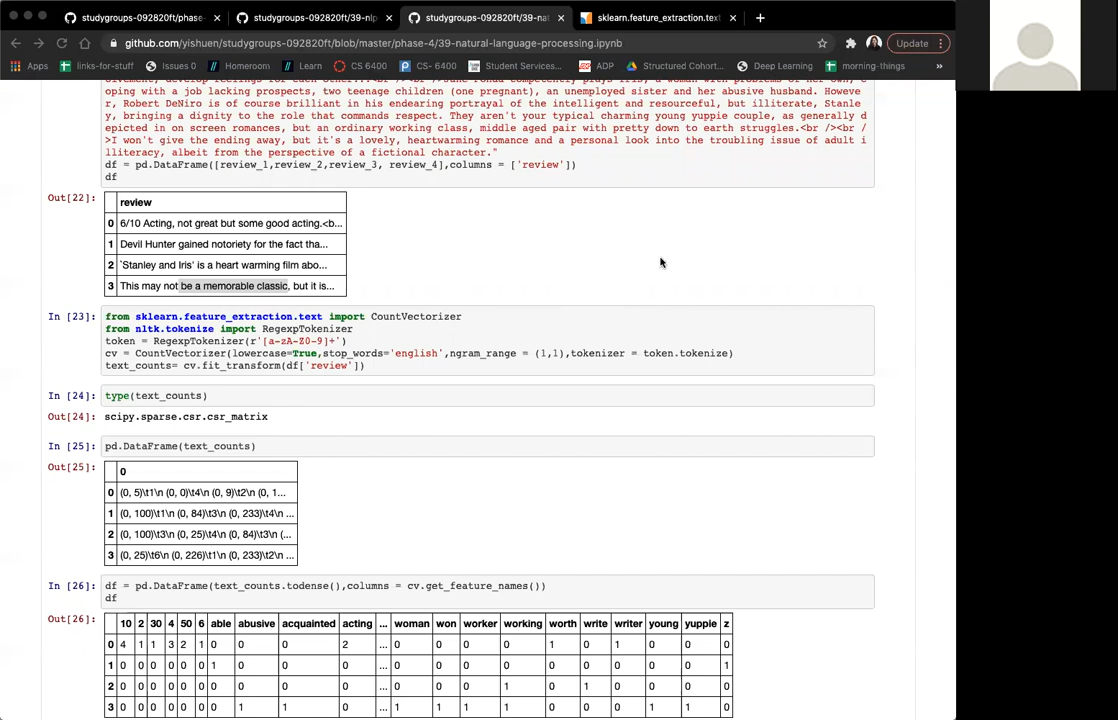 studygroups-092820ft/phase-
studygroups-092820ft/39-nlp
studygroups-092820ft/39-nat
sklearn.feature_extraction.text
github.com/yishuen/studygroups-092820ft/blob/master/phase-4/39-natural-language-processing.ipynb
Update
Apps
links-for-stuff
Issues 0
Homeroom
Learn
CS 6400
CS- 6400
Student Services...
ADP
Structured Cohort...
Deep Learning
morning-things
»
oping with a job lacking prospects, two teenage children (one pregnant), an unemployed sister and her abusive husband. Howeve
r, Robert DeNiro is of course brilliant in his endearing portrayal of the intelligent and resourceful, but illiterate, Stanle
y, bringing a dignity to the role that commands respect. They aren't your typical charming young yuppie couple, as generally d
epicted in on screen romances, but an ordinary working class, middle aged pair with pretty down to earth struggles.<br /><br /
>I won't give the ending away, but it's a lovely, heartwarming romance and a personal look into the troubling issue of adult i
lliteracy, albeit from the perspective of a fictional character."
df = pd.DataFrame([review_1,review_2,review_3, review_4],columns = ['review'])
df
Out[22]:
review
0 6/10 Acting, not great but some good acting.<b...
1 Devil Hunter gained notoriety for the fact tha...
2 `Stanley and Iris' is a heart warming film abo...
3 This may not be a memorable classic, but it is...
In [23]: from sklearn.feature_extraction.text import CountVectorizer
from nltk.tokenize import RegexpTokenizer
token = RegexpTokenizer(r'[a-zA-Z0-9]+')
cv = CountVectorizer(lowercase=True,stop_words='english',ngram_range = (1,1),tokenizer = token.tokenize)
text_counts= cv.fit_transform(df['review'])
In [24]: type(text_counts)
Out[24]: scipy.sparse.csr.csr_matrix
In [25]: pd.DataFrame(text_counts)
Out[25]:
0
0 (0, 5)\t1\n (0, 0)\t4\n (0, 9)\t2\n (0, 1...
1 (0, 100)\t1\n (0, 84)\t3\n (0, 233)\t4\n ...
2 (0, 100)\t3\n (0, 25)\t4\n (0, 84)\t3\n (...
3 (0, 25)\t6\n (0, 226)\t1\n (0, 233)\t2\n ...
In [26]: df = pd.DataFrame(text_counts.todense(),columns = cv.get_feature_names())
df
Out[26]:
10 2 30 4 50 6 able abusive acquainted acting ... woman won worker working worth write writer young yuppie z
0 4 1 1 3 2 1 0 0 0 2 ... 0 0 0 0 1 0 1 0 0 0
1 0 0 0 0 0 0 1 0 0 0 ... 0 0 0 0 0 0 0 0 0 1
2 0 0 0 0 0 0 0 0 0 0 ... 0 0 0 1 0 1 0 0 0 0
3 0 0 0 0 0 0 0 1 1 0 ... 1 1 1 1 0 0 0 1 1 0